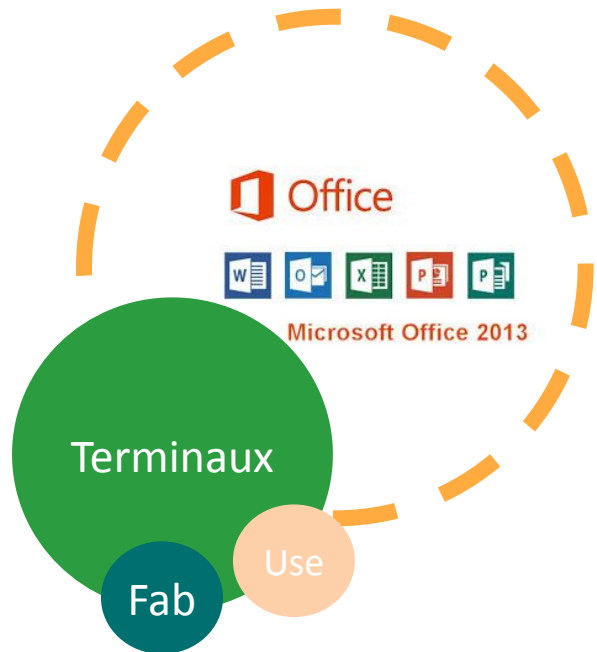 Office
W O X P P
Microsoft Office 2013
Terminaux
Use
Fab